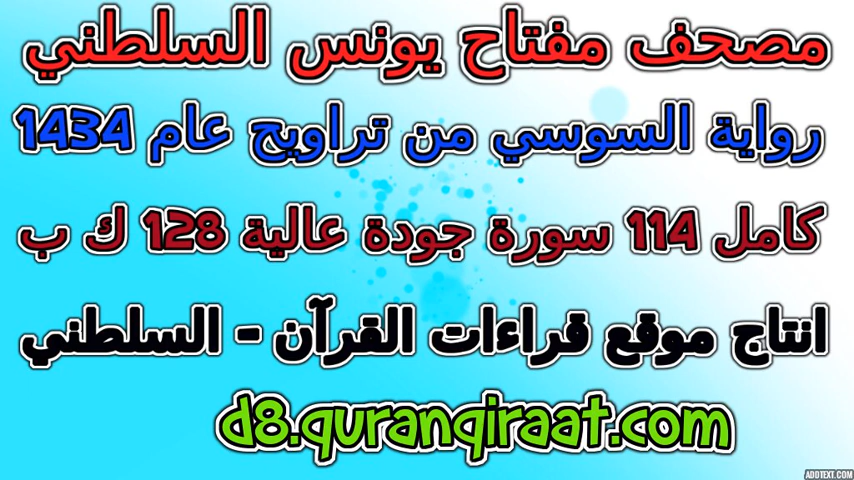 مصحف مفتاح يونس السلطني
رواية السوسي من تراويح عام 1434
كامل 114 سورة جودة عالية 128 ك ب
انتاج موقع قراءات القرآن - السلطني
d8.quranqiraat.com
ADDTEXT.COM